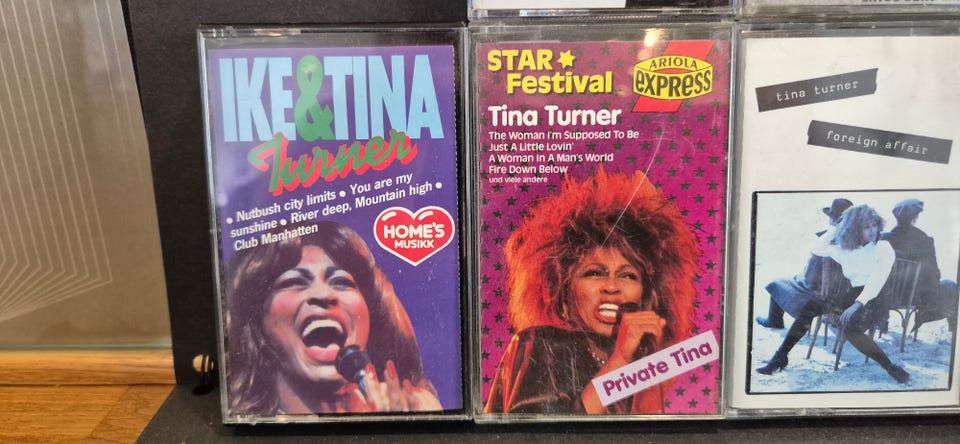 IKE&TINA
Turner
• Nutbush city limits • You are my
sunshine • River deep, Mountain high •
Club Manhatten
HOME'S
MUSIKK
STAR
Festival
ARIOLA
EXPRESS
Tina Turner
The Woman I'm Supposed To Be
Just A Little Lovin'
A Woman In A Man's World
Fire Down Below
und viele andere
Private Tina
tina turner
foreign affair